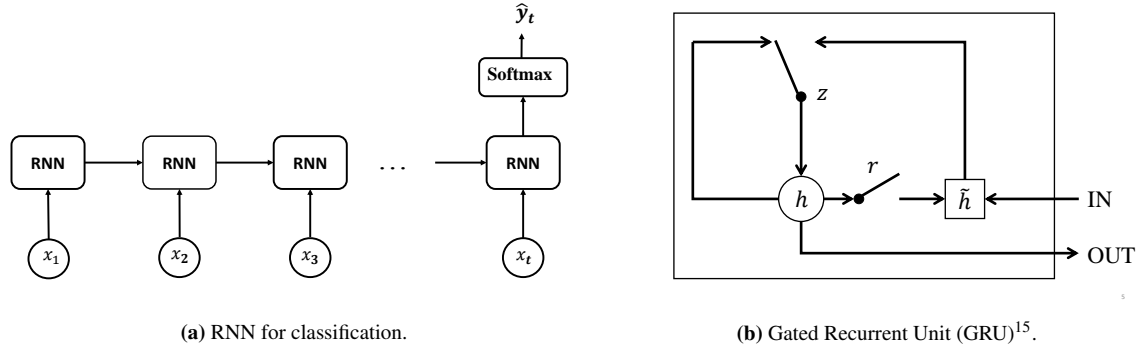 ŷₜ
Softmax
RNN RNN RNN ... RNN
x₁ x₂ x₃ xₜ
(a) RNN for classification.
z
r
h h̃ IN
OUT
5
(b) Gated Recurrent Unit (GRU)¹⁵.